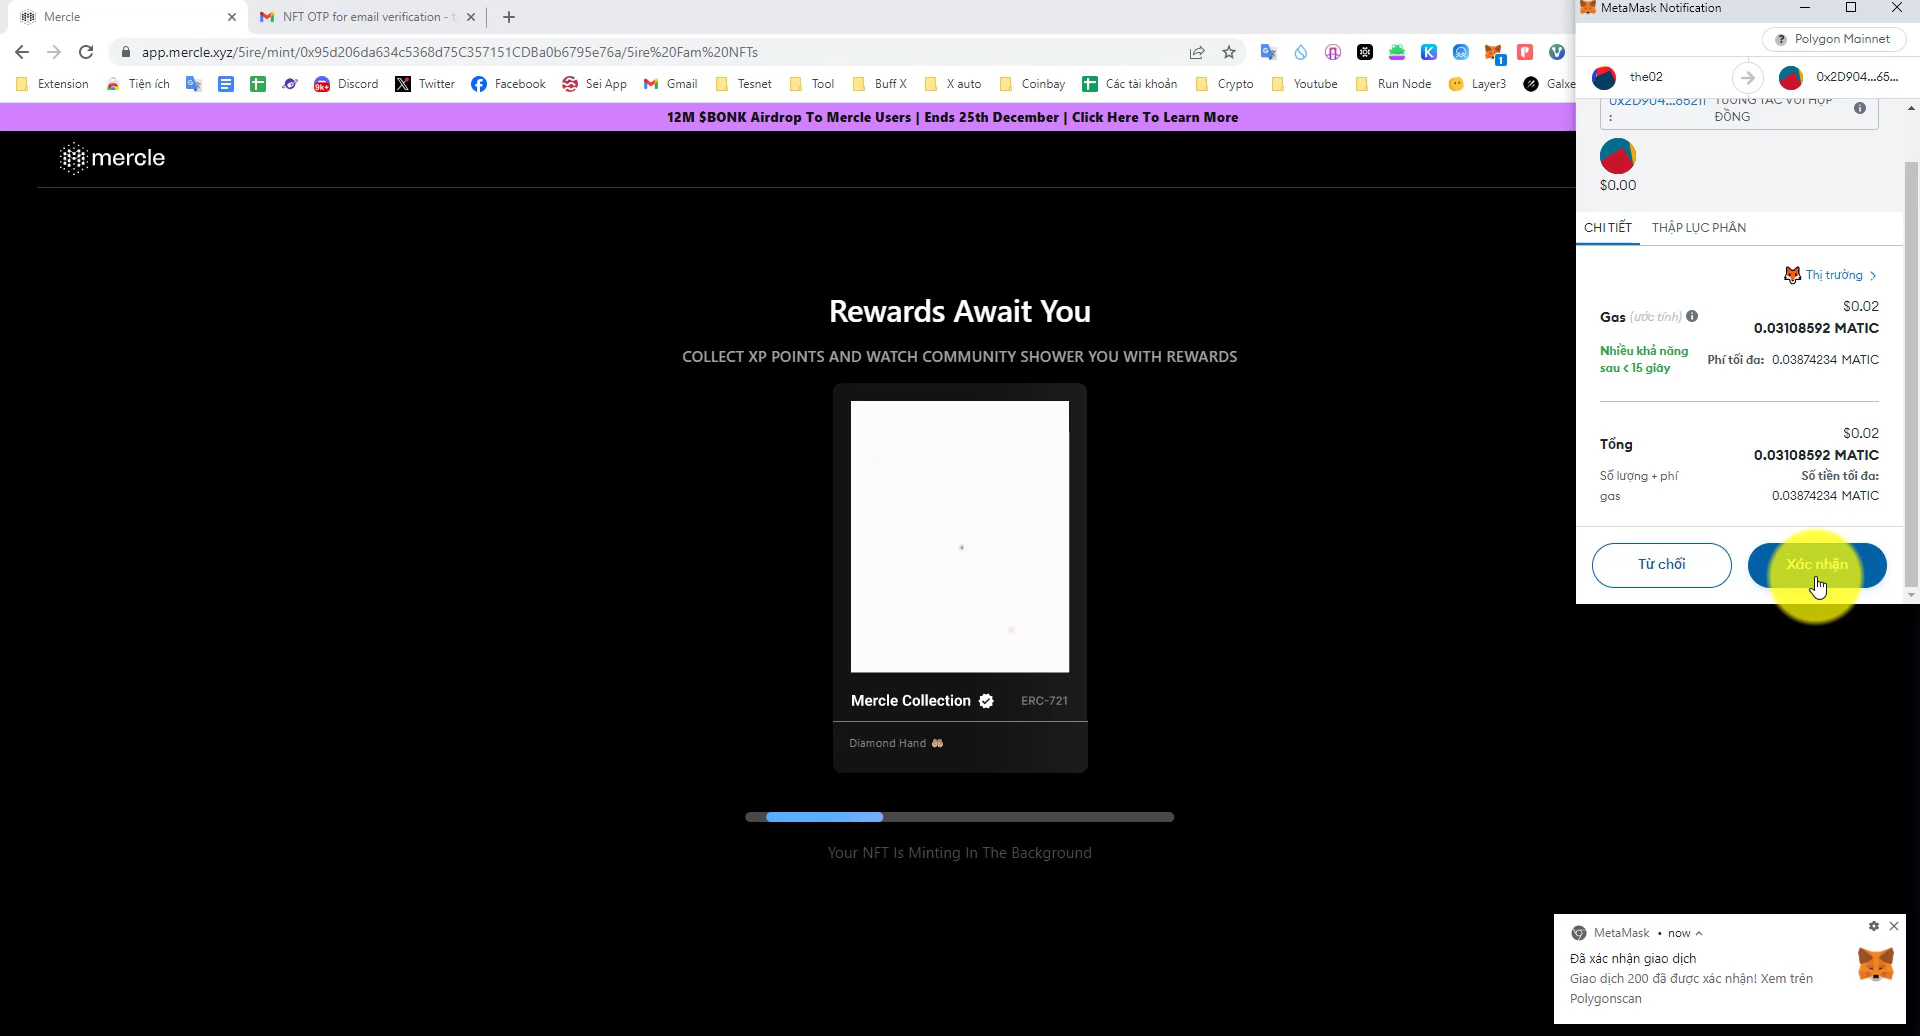 Mercle
NFT OTP for email verification - t
app.mercle.xyz/5ire/mint/0x95d206da634c5368d75C357151CDBa0b6795e76a/5ire%20Fam%20NFTs
Extension Tiện ích Discord Twitter Facebook Sei App Gmail Tesnet Tool Buff X X auto Coinbay Các tài khoản Crypto Youtube Run Node Layer3 Galxe
9k+
1
12M $BONK Airdrop To Mercle Users | Ends 25th December | Click Here To Learn More
mercle
Rewards Await You
COLLECT XP POINTS AND WATCH COMMUNITY SHOWER YOU WITH REWARDS
Mercle Collection ERC-721
Diamond Hand
Your NFT Is Minting In The Background
MetaMask Notification
Polygon Mainnet
the02 0x2D904...65...
TƯƠNG TÁC VỚI HỢP
:
ĐỒNG
$0.00
CHI TIẾT THẬP LỤC PHÂN
Thị trường >
$0.02
Gas (ước tính)
0.03108592 MATIC
Nhiều khả năng
sau < 15 giây
Phí tối đa: 0.03874234 MATIC
$0.02
Tổng
0.03108592 MATIC
Số lượng + phí
gas
Số tiền tối đa:
0.03874234 MATIC
Từ chối Xác nhận
MetaMask • now
Đã xác nhận giao dịch
Giao dịch 200 đã được xác nhận! Xem trên
Polygonscan